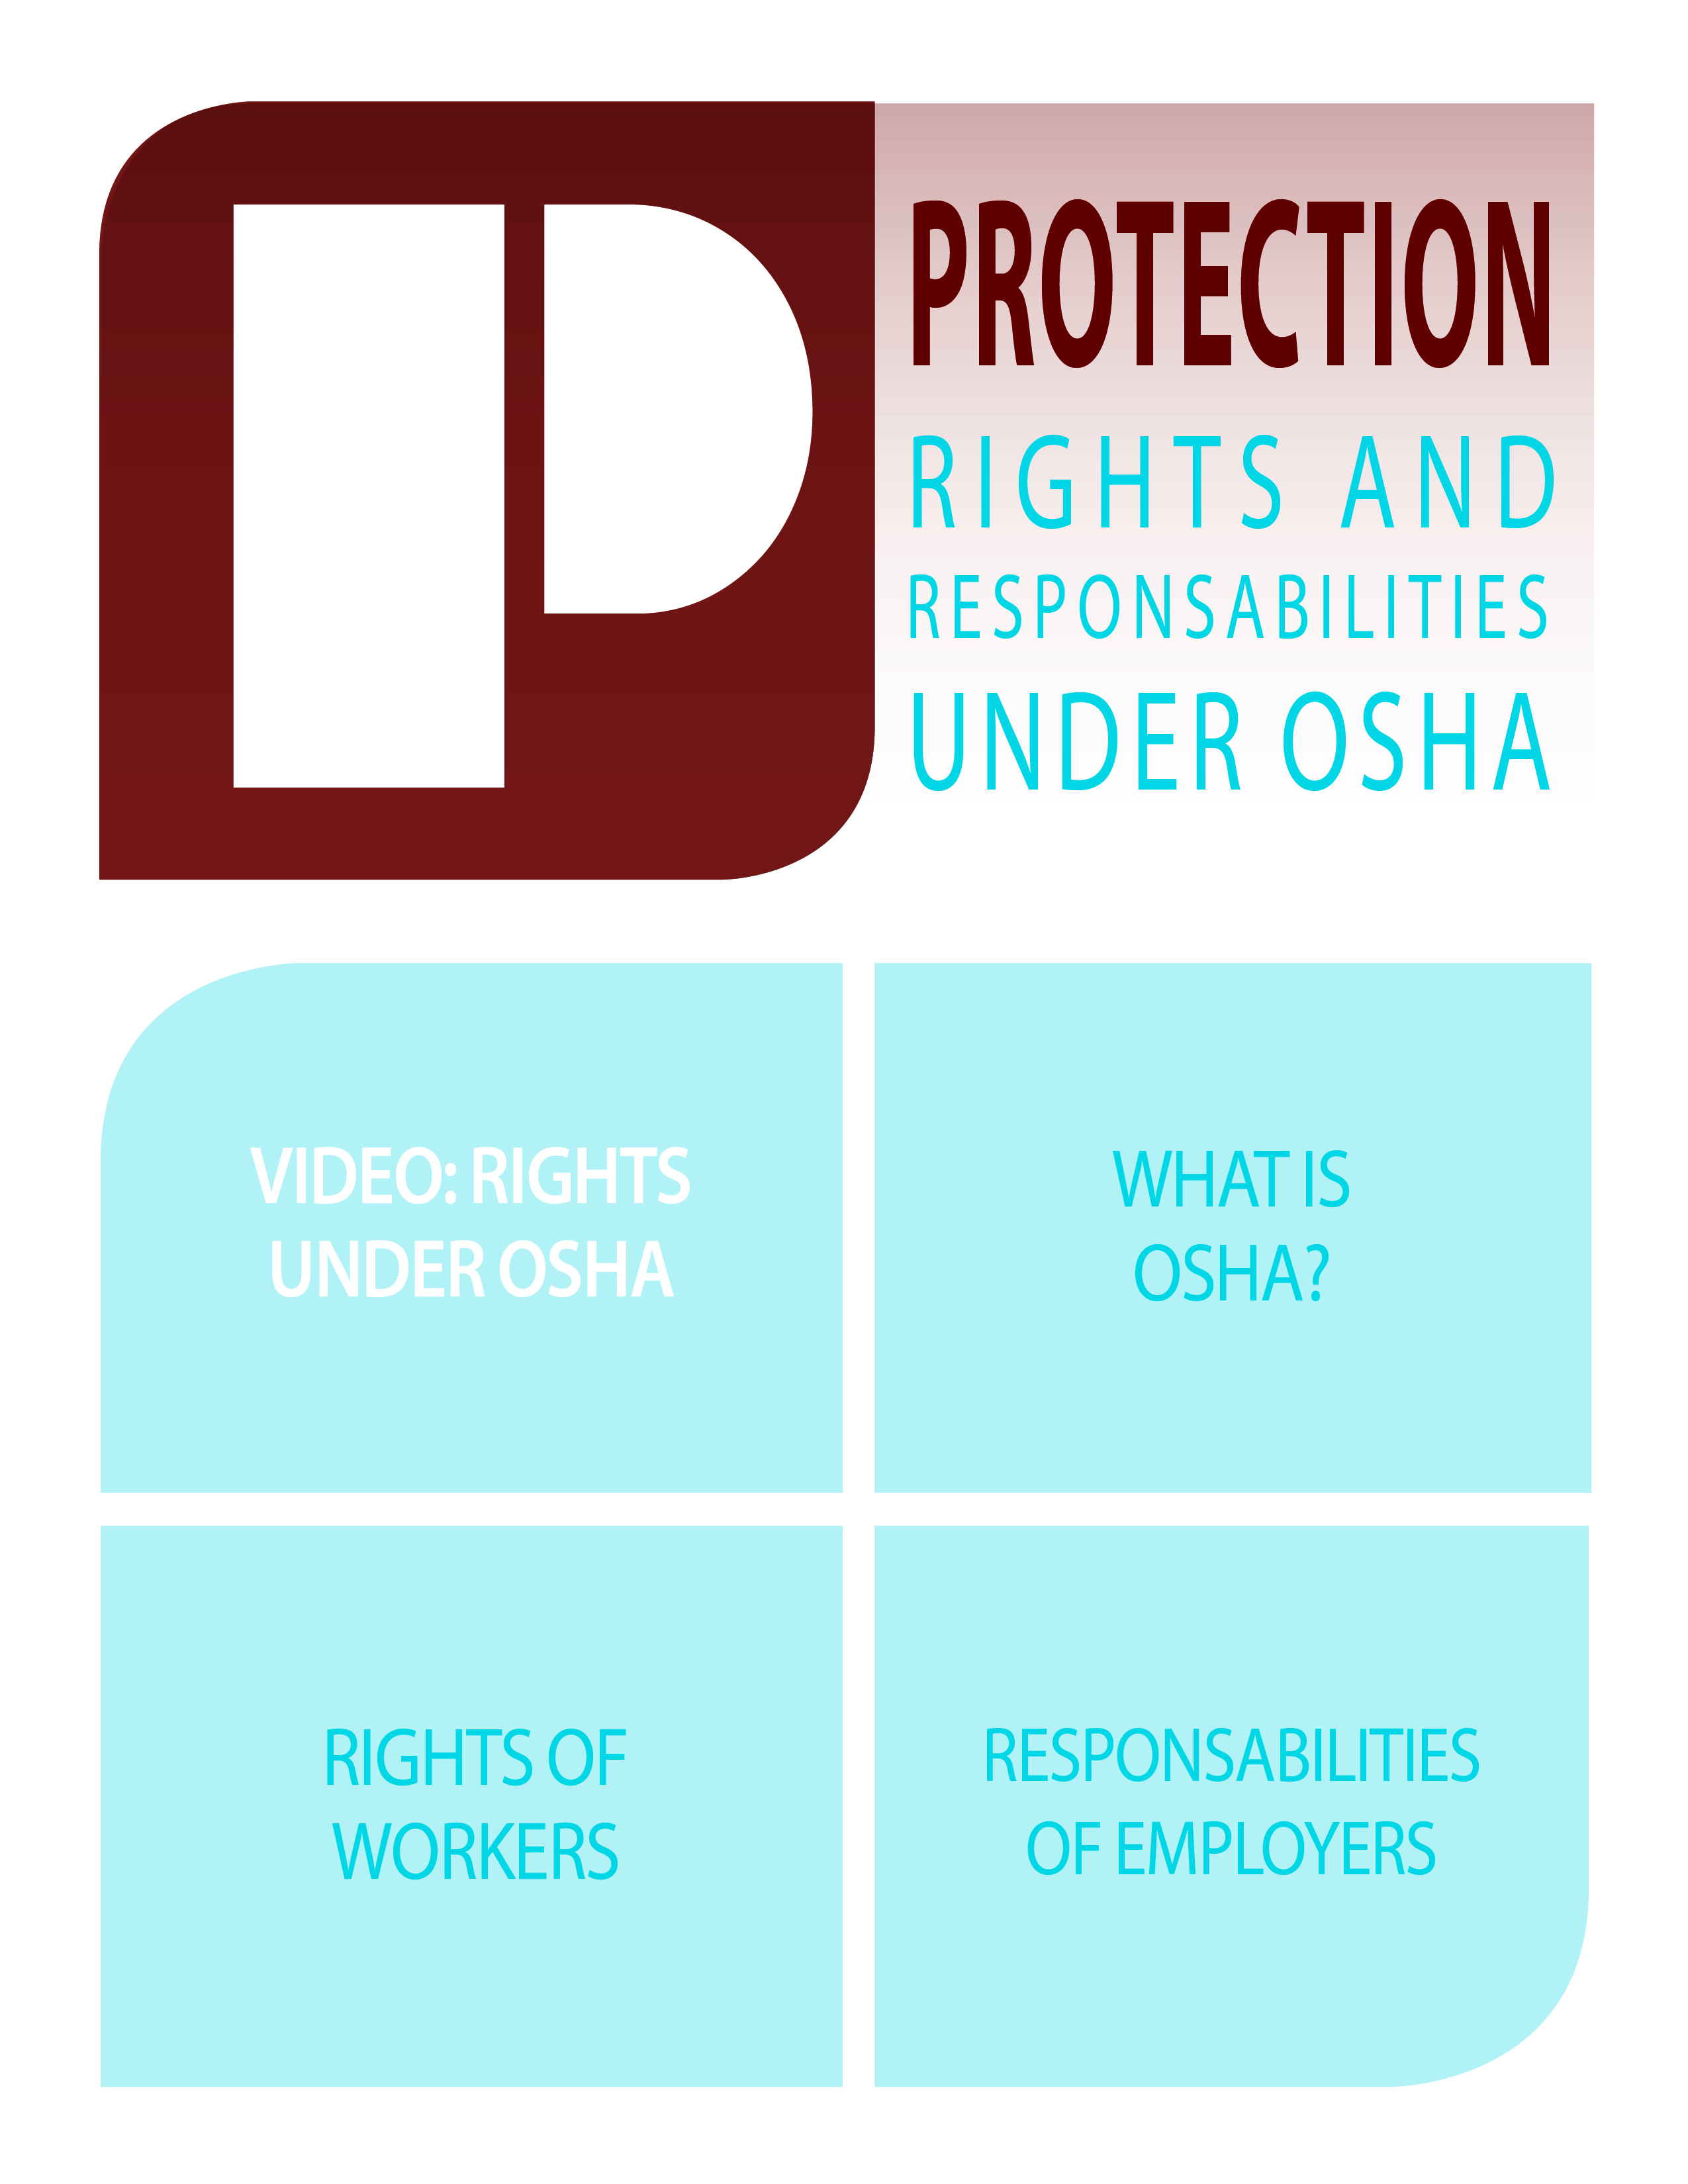 P
PROTECTION
RIGHTS AND
RESPONSABILITIES
UNDER OSHA
VIDEO: RIGHTS
UNDER OSHA
WHAT IS
OSHA?
RIGHTS OF
WORKERS
RESPONSABILITIES
OF EMPLOYERS